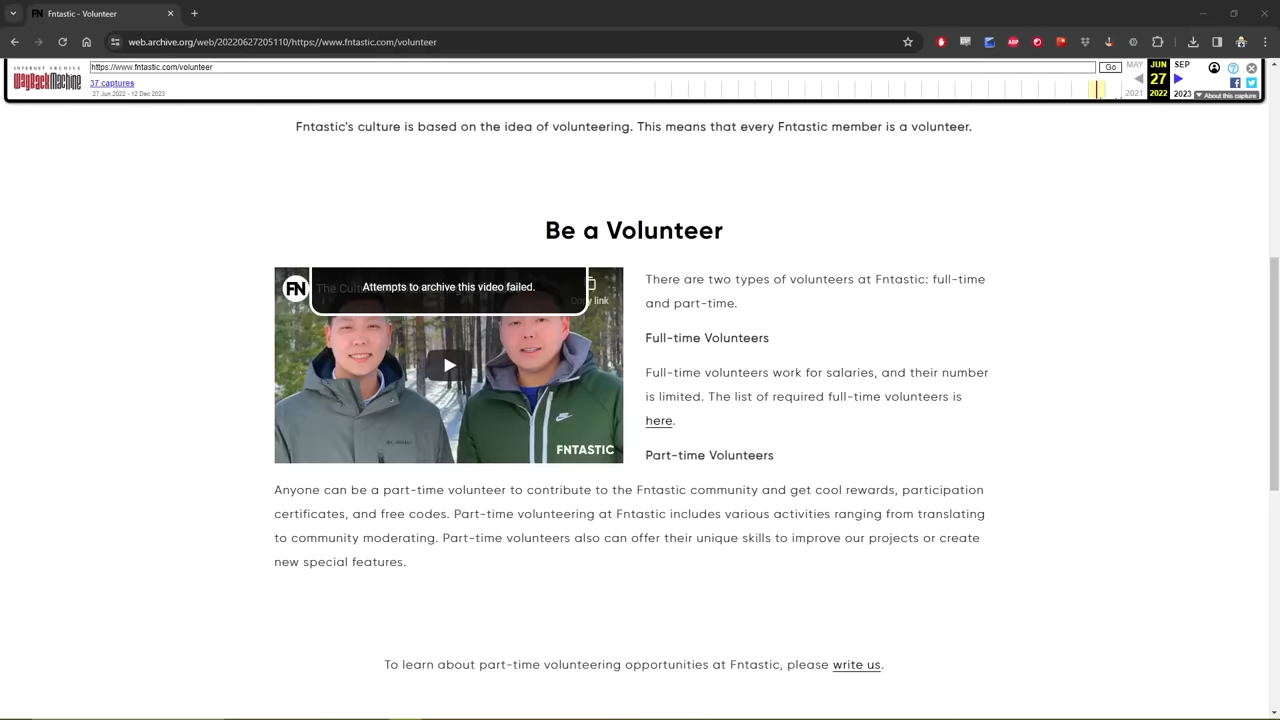 FN Fntastic - Volunteer
web.archive.org/web/20220627205110/https://www.fntastic.com/volunteer
ABP
INTERNET ARCHIVE
WayBackMachine
https://www.fntastic.com/volunteer
Go
37 captures
27 Jun 2022 - 12 Dec 2023
MAY JUN SEP
27
2021 2022 2023
About this capture
Fntastic's culture is based on the idea of volunteering. This means that every Fntastic member is a volunteer.
Be a Volunteer
FN
Attempts to archive this video failed.
FNTASTIC
There are two types of volunteers at Fntastic: full-time
and part-time.
Full-time Volunteers
Full-time volunteers work for salaries, and their number
is limited. The list of required full-time volunteers is
here.
Part-time Volunteers
Anyone can be a part-time volunteer to contribute to the Fntastic community and get cool rewards, participation
certificates, and free codes. Part-time volunteering at Fntastic includes various activities ranging from translating
to community moderating. Part-time volunteers also can offer their unique skills to improve our projects or create
new special features.
To learn about part-time volunteering opportunities at Fntastic, please write us.